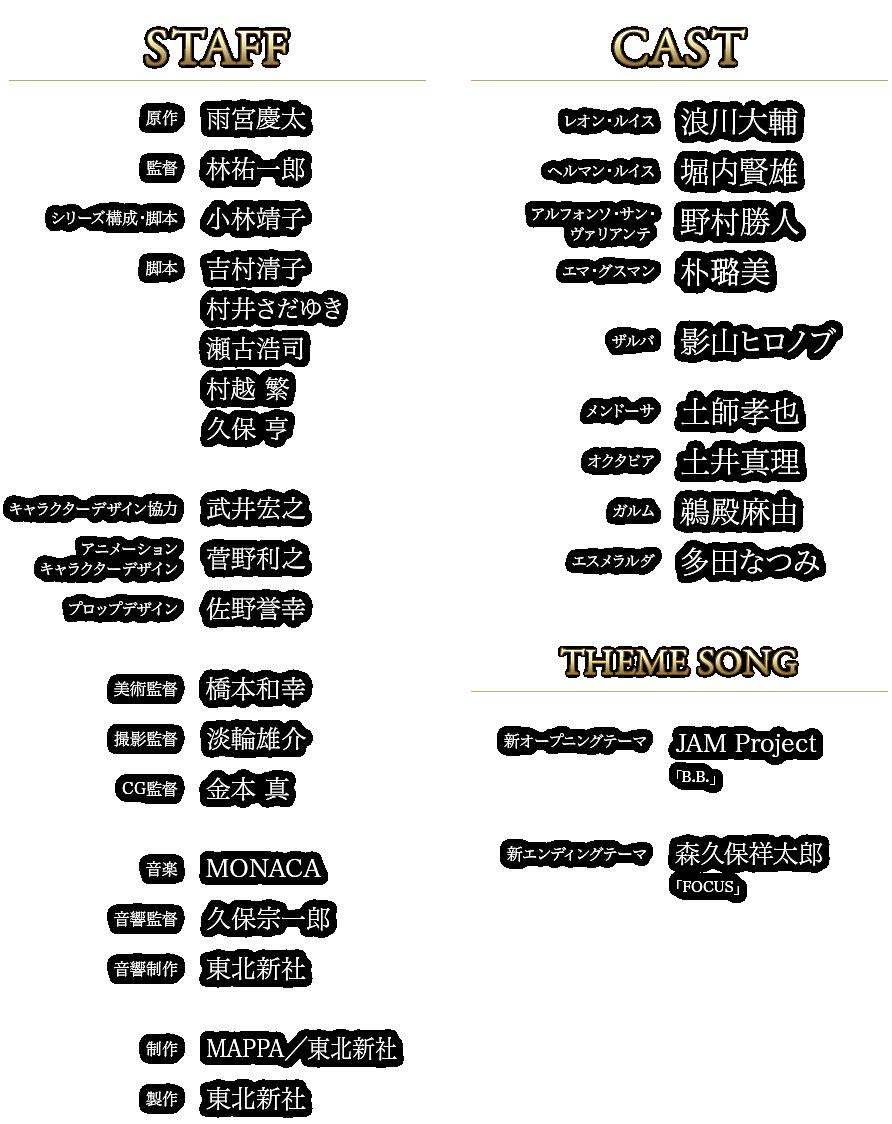 STAFF
原作 雨宮慶太
監督 林祐一郎
シリーズ構成・脚本 小林靖子
脚本 吉村清子
村井さだゆき
瀬古浩司
村越 繁
久保 亨
キャラクターデザイン協力 武井宏之
アニメーション
キャラクターデザイン 菅野利之
プロップデザイン 佐野誉幸
美術監督 橋本和幸
撮影監督 淡輪雄介
CG監督 金本 真
音楽 MONACA
音響監督 久保宗一郎
音響制作 東北新社
制作 MAPPA／東北新社
製作 東北新社
CAST
レオン・ルイス 浪川大輔
ヘルマン・ルイス 堀内賢雄
アルフォンソ・サン・
ヴァリアンテ 野村勝人
エマ・グスマン 朴璐美
ザルバ 影山ヒロノブ
メンドーサ 土師孝也
オクタビア 土井真理
ガルム 鵜殿麻由
エスメラルダ 多田なつみ
THEME SONG
新オープニングテーマ JAM Project
「B.B.」
新エンディングテーマ 森久保祥太郎
「FOCUS」